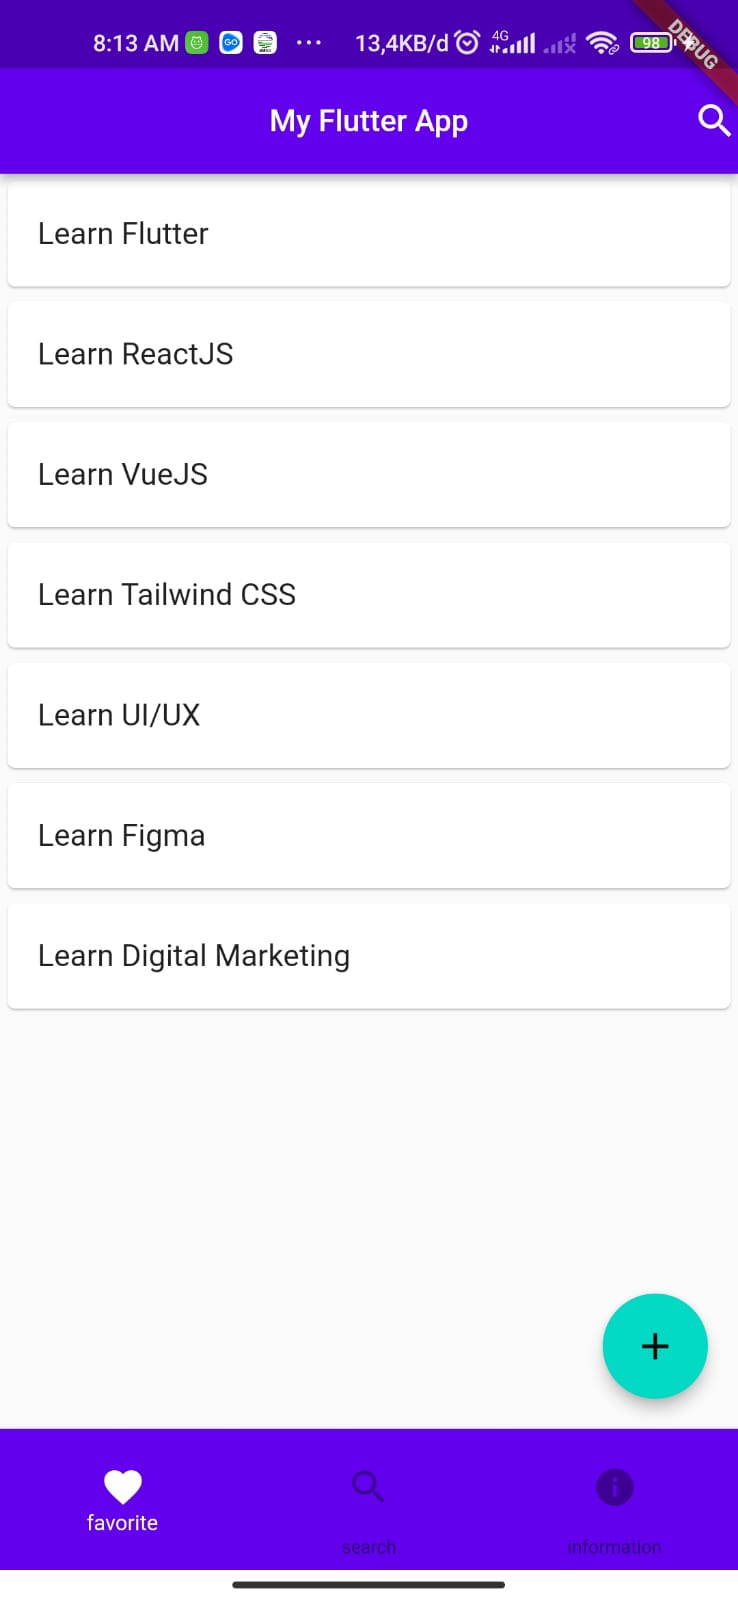 8:13 AM GO ... 13,4KB/d 4G 98
DEBUG
My Flutter App
Learn Flutter
Learn ReactJS
Learn VueJS
Learn Tailwind CSS
Learn UI/UX
Learn Figma
Learn Digital Marketing
+
favorite search information